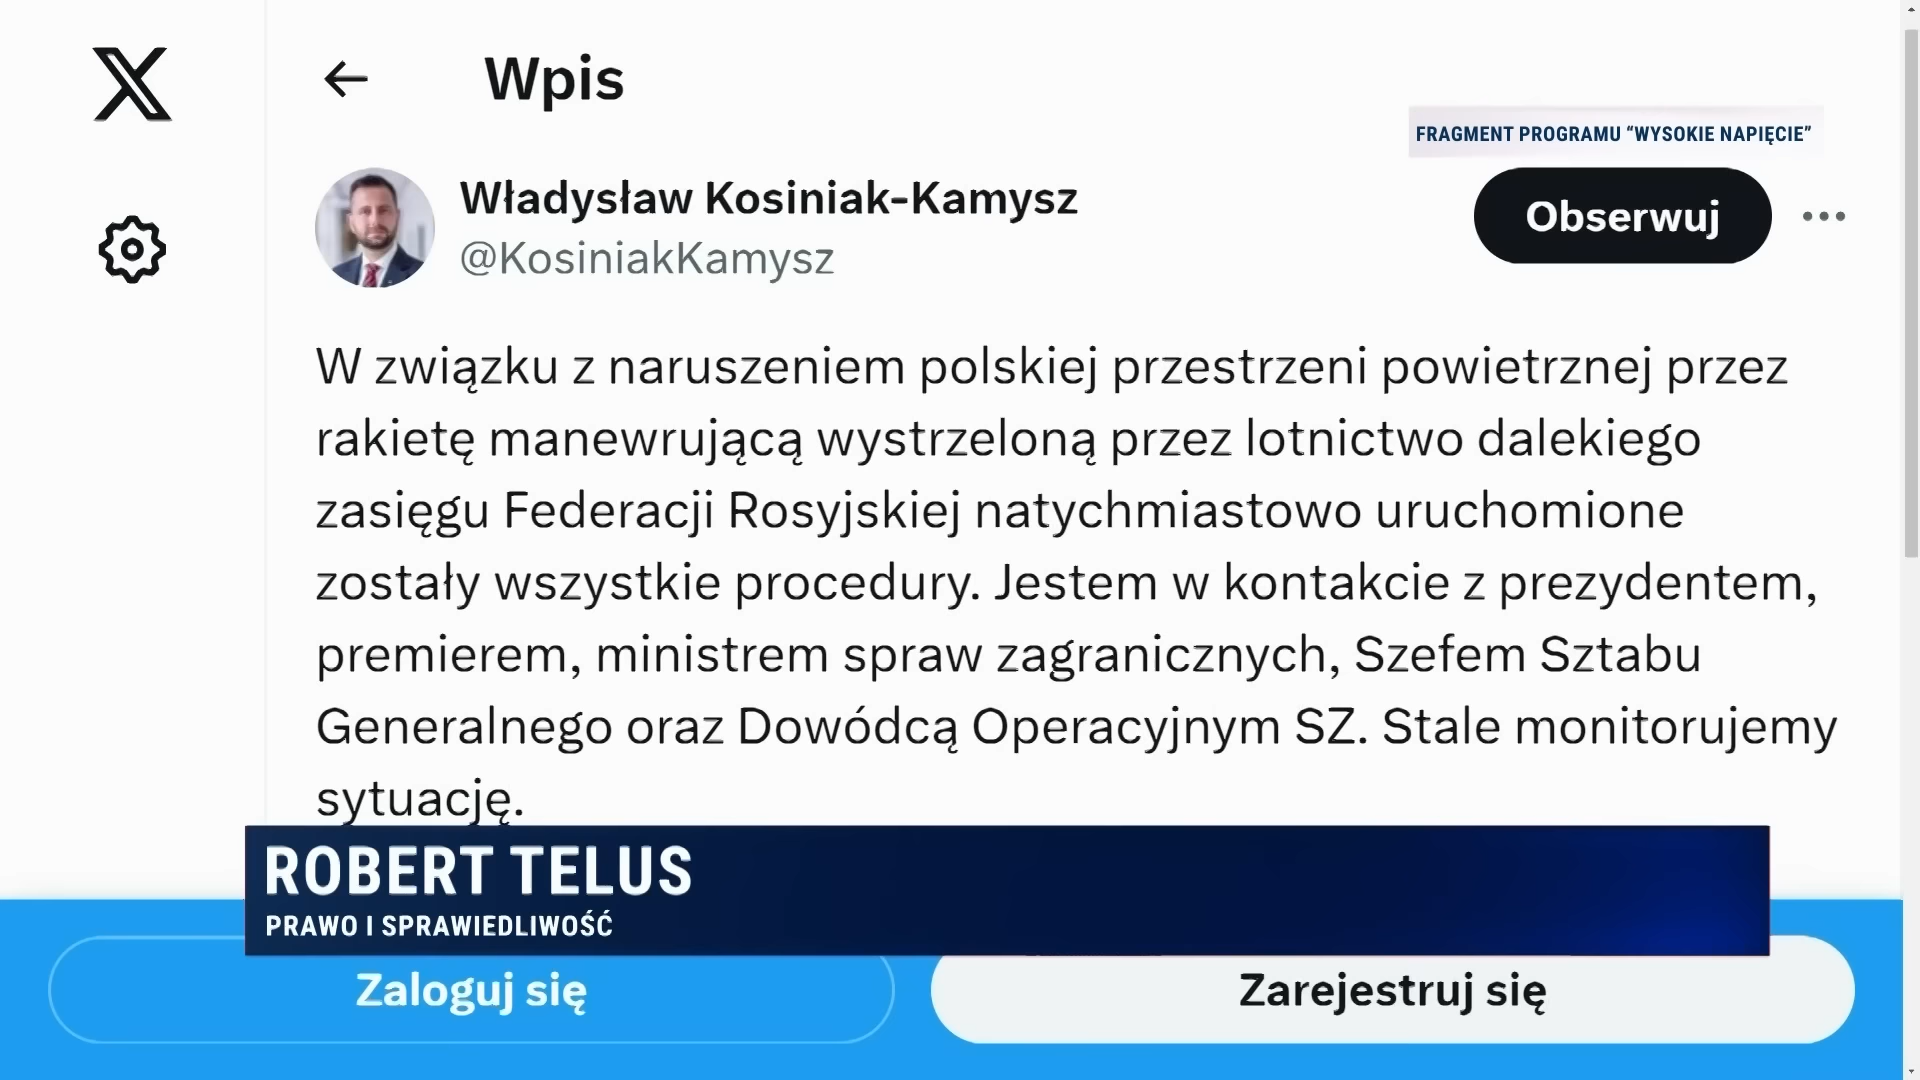 Wpis
FRAGMENT PROGRAMU “WYSOKIE NAPIĘCIE”
Władysław Kosiniak-Kamysz
@KosiniakKamysz
Obserwuj
W związku z naruszeniem polskiej przestrzeni powietrznej przez
rakietę manewrującą wystrzeloną przez lotnictwo dalekiego
zasięgu Federacji Rosyjskiej natychmiastowo uruchomione
zostały wszystkie procedury. Jestem w kontakcie z prezydentem,
premierem, ministrem spraw zagranicznych, Szefem Sztabu
Generalnego oraz Dowódcą Operacyjnym SZ. Stale monitorujemy
sytuację.
ROBERT TELUS
PRAWO I SPRAWIEDLIWOŚĆ
Zaloguj się
Zarejestruj się